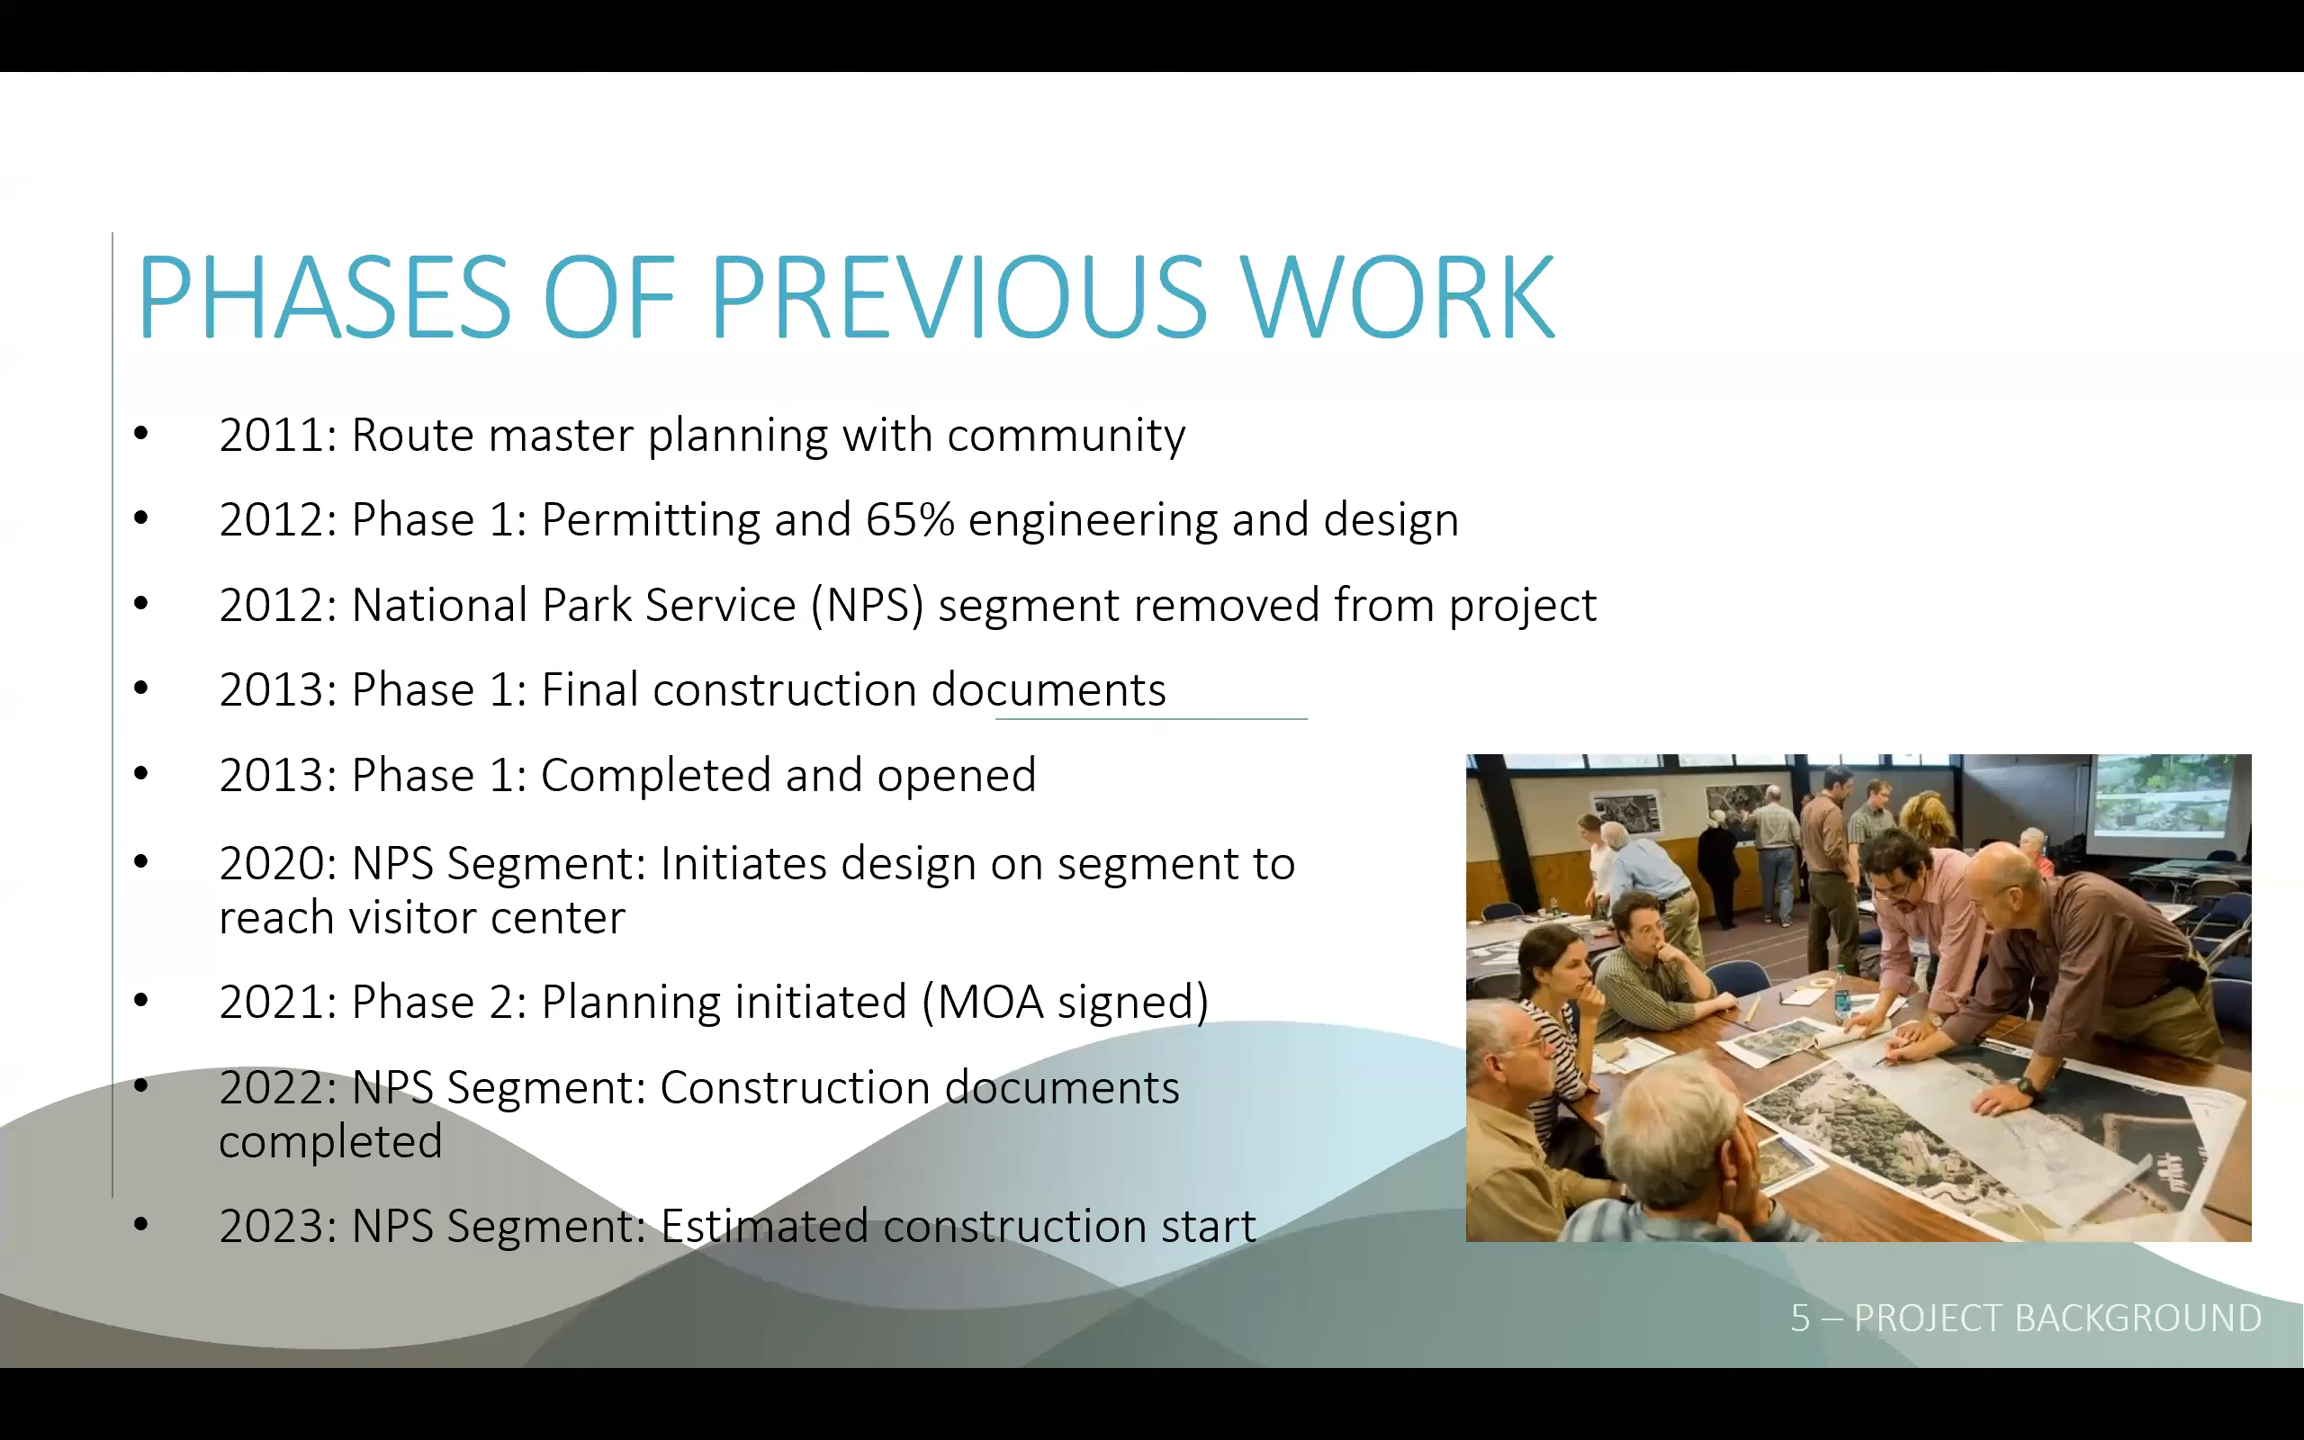 PHASES OF PREVIOUS WORK
• 2011: Route master planning with community
• 2012: Phase 1: Permitting and 65% engineering and design
• 2012: National Park Service (NPS) segment removed from project
• 2013: Phase 1: Final construction documents
• 2013: Phase 1: Completed and opened
• 2020: NPS Segment: Initiates design on segment to
reach visitor center
• 2021: Phase 2: Planning initiated (MOA signed)
• 2022: NPS Segment: Construction documents
completed
• 2023: NPS Segment: Estimated construction start
5 – PROJECT BACKGROUND